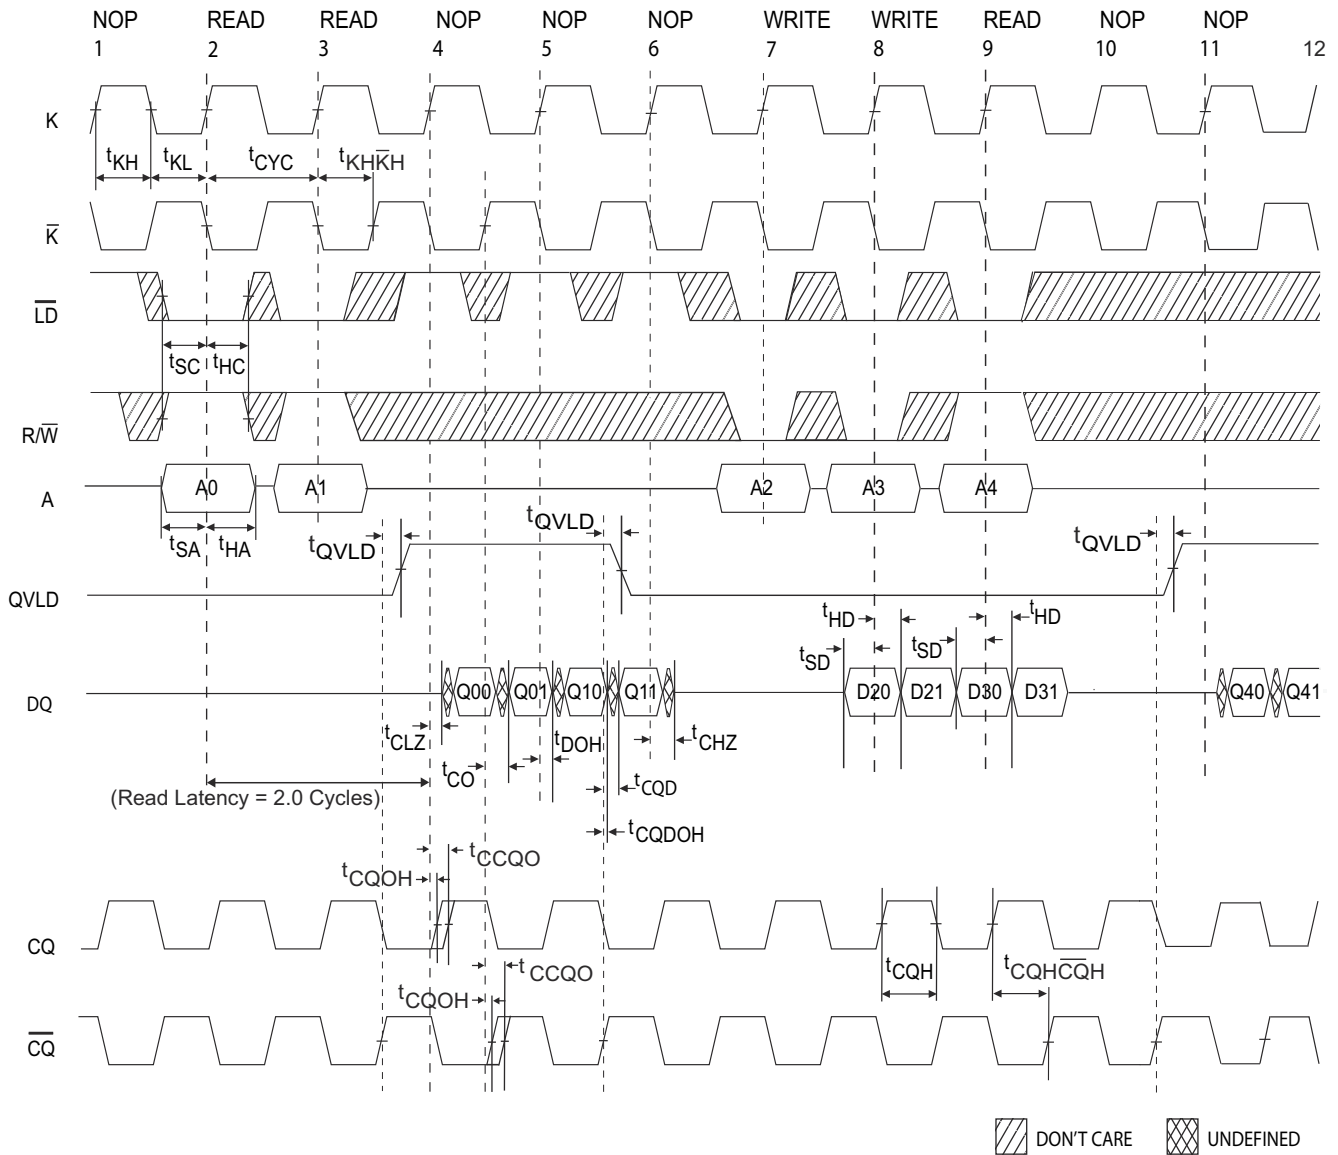 NOP READ READ NOP NOP NOP WRITE WRITE READ NOP NOP
1 2 3 4 5 6 7 8 9 10 11 12
K
tKH tKL tCYC tKHK̅H
K̅
L̅D̅
tSC tHC
R/W̅
A A0 A1 A2 A3 A4
tSA tHA tQVLD tQVLD tQVLD
QVLD
tHD tHD
tSD tSD
DQ Q00 Q01 Q10 Q11 D20 D21 D30 D31 Q40 Q41
tCLZ tDOH tCHZ
tCO tCQD
(Read Latency = 2.0 Cycles)
tCQDOH
tCCQO
tCQOH
CQ
tCQH tCQHC̅Q̅H
tCCQO
tCQOH
C̅Q̅
DON'T CARE UNDEFINED